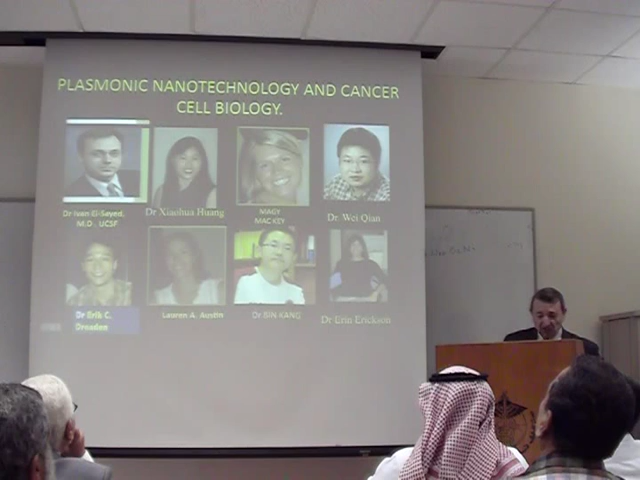 PLASMONIC NANOTECHNOLOGY AND CANCER
CELL BIOLOGY.
Dr Ivan El-Sayed,
M.D , UCSF
Dr Xiaohua Huang
MAGY
MAC KEY
Dr. Wei Qian
Dr Erik C.
Dreaden
Lauren A. Austin
Dr BIN KANG
Dr Erin Erickson